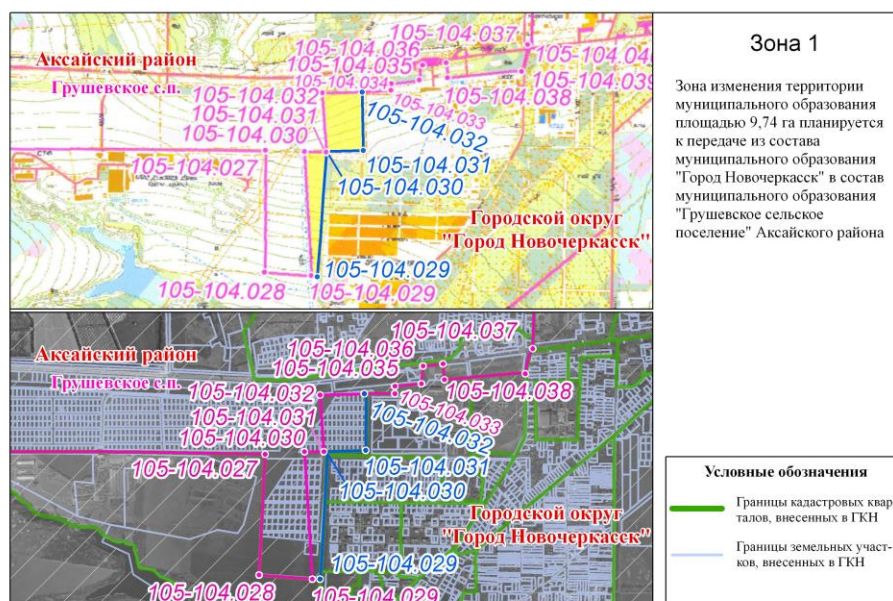 105-104.037
105-104.036
105-104.04
Аксайский район
105-104.035
105-104.034
105-104.039
Грушевское с.п.
105-104.032
105-104.033
105-104.038
105-104.031
105-104.032
105-104.030
105-104.031
105-104.027
105-104.030
Городской округ
"Город Новочеркасск"
105-104.029
105-104.028
105-104.029
Зона 1
Зона изменения территории
муниципального образования
площадью 9,74 га планируется
к передаче из состава
муниципального образования
"Город Новочеркасск" в состав
муниципального образования
"Грушевское сельское
поселение" Аксайского района
105-104.037
105-104.036
Аксайский район
105-104.035
Грушевское с.п.
105-104.032
105-104.038
105-104.033
105-104.031
105-104.032
105-104.030
105-104.031
105-104.027
105-104.030
Городской округ
"Город Новочеркасск"
105-104.029
105-104.028
105-104.029
Условные обозначения
Границы кадастровых квар
талов, внесенных в ГКН
Границы земельных участ-
ков, внесенных в ГКН